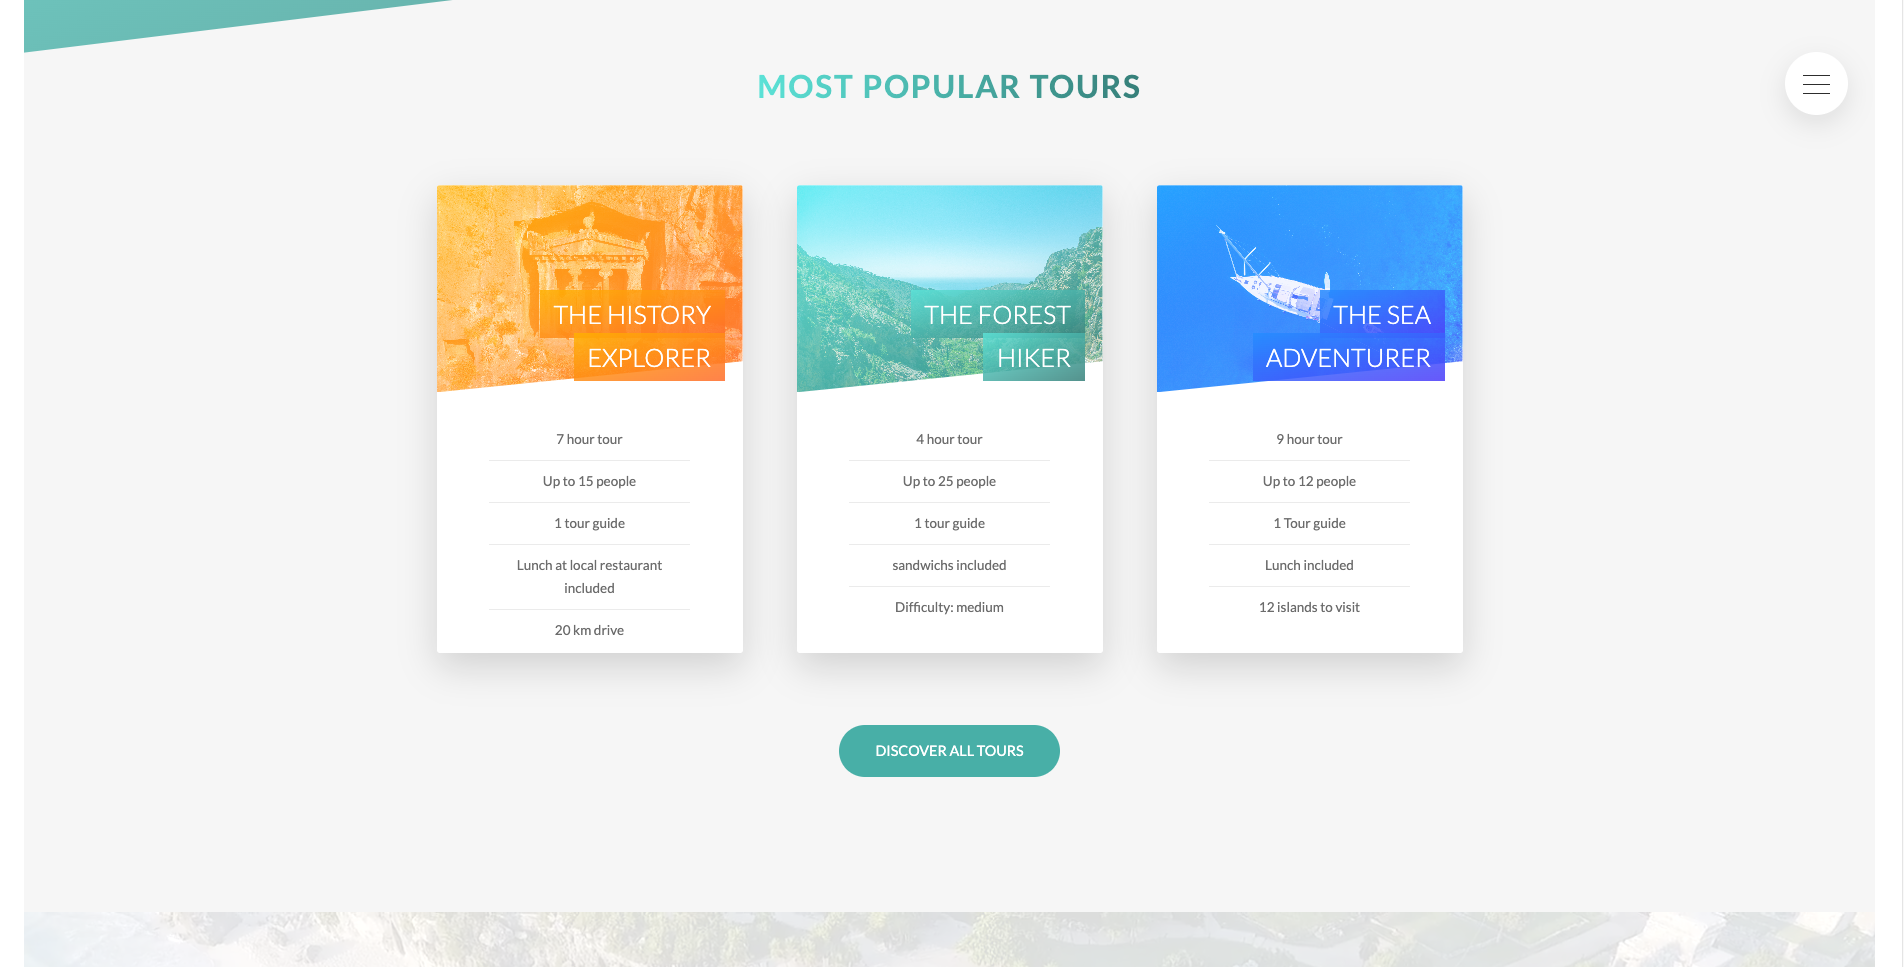 MOST POPULAR TOURS
THE HISTORY
EXPLORER
7 hour tour
Up to 15 people
1 tour guide
Lunch at local restaurant
included
20 km drive
THE FOREST
HIKER
4 hour tour
Up to 25 people
1 tour guide
sandwichs included
Difficulty: medium
THE SEA
ADVENTURER
9 hour tour
Up to 12 people
1 Tour guide
Lunch included
12 islands to visit
DISCOVER ALL TOURS